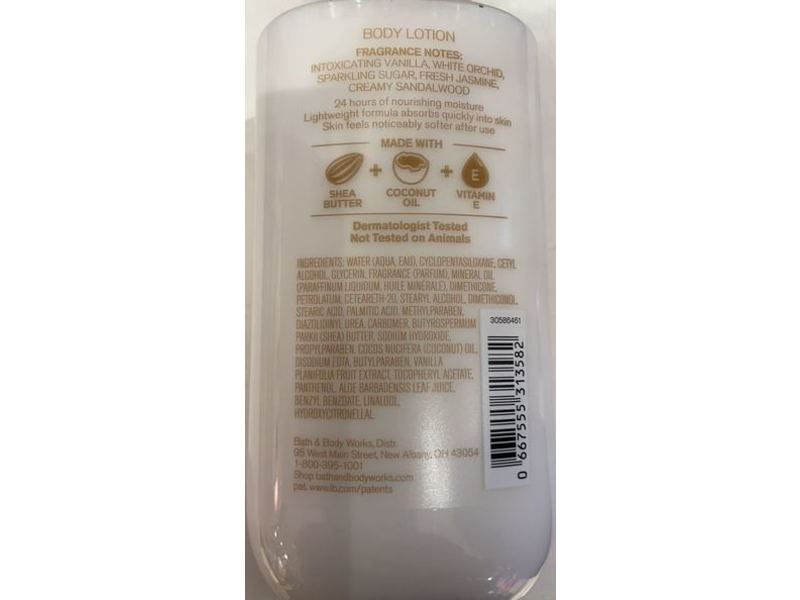 BODY LOTION
FRAGRANCE NOTES:
INTOXICATING VANILLA, WHITE ORCHID,
SPARKLING SUGAR, FRESH JASMINE,
CREAMY SANDALWOOD
24 hours of nourishing moisture
Lightweight formula absorbs quickly into skin
Skin feels noticeably softer after use
MADE WITH
SHEA BUTTER + COCONUT OIL + E VITAMIN E
Dermatologist Tested
Not Tested on Animals
INGREDIENTS: WATER (AQUA, EAU), CYCLOPENTASILOXANE, CETYL
ALCOHOL, GLYCERIN, FRAGRANCE (PARFUM), MINERAL OIL
(PARAFFINUM LIQUIDUM, HUILE MINÉRALE), DIMETHICONE,
PETROLATUM, CETEARETH-20, STEARYL ALCOHOL, DIMETHICONOL,
STEARIC ACID, PALMITIC ACID, METHYLPARABEN,
DIAZOLIDINYL UREA, CARBOMER, BUTYROSPERMUM
PARKII (SHEA) BUTTER, SODIUM HYDROXIDE,
PROPYLPARABEN, COCOS NUCIFERA (COCONUT) OIL,
DISODIUM EDTA, BUTYLPARABEN, VANILLA
PLANIFOLIA FRUIT EXTRACT, TOCOPHERYL ACETATE,
PANTHENOL, ALOE BARBADENSIS LEAF JUICE,
BENZYL BENZOATE, LINALOOL,
HYDROXYCITRONELLAL.
Bath & Body Works, Distr.
95 West Main Street, New Albany, OH 43054
1-800-395-1001
Shop bathandbodyworks.com
pat. www.lb.com/patents
30586461
0 667555 313582